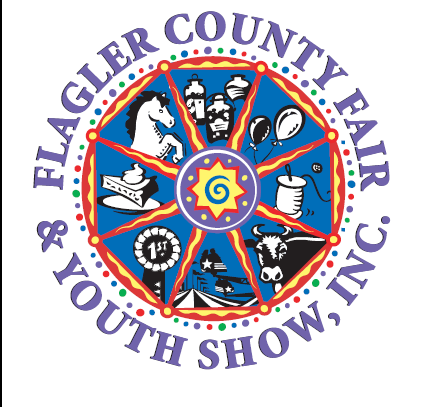 FLAGLER COUNTY FAIR
& YOUTH SHOW, INC.
1ST